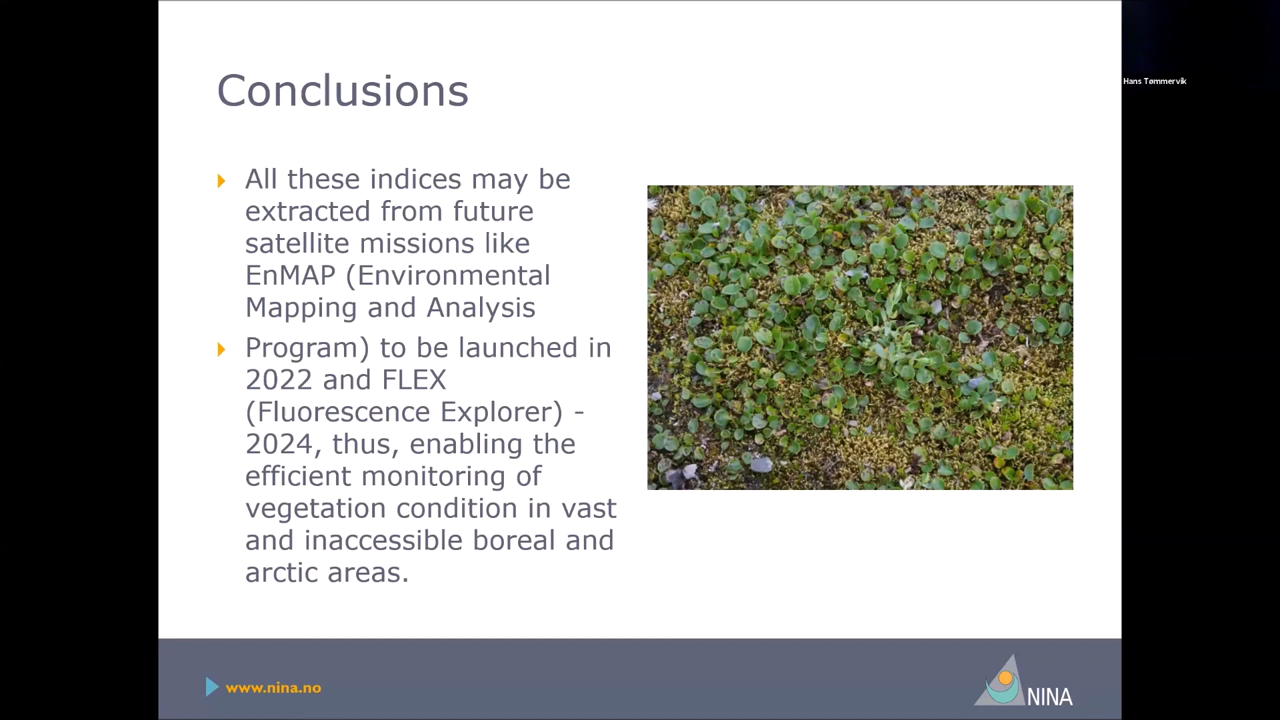 Conclusions
All these indices may be
extracted from future
satellite missions like
EnMAP (Environmental
Mapping and Analysis
Program) to be launched in
2022 and FLEX
(Fluorescence Explorer) -
2024, thus, enabling the
efficient monitoring of
vegetation condition in vast
and inaccessible boreal and
arctic areas.
Hans Tømmervik
www.nina.no
NINA